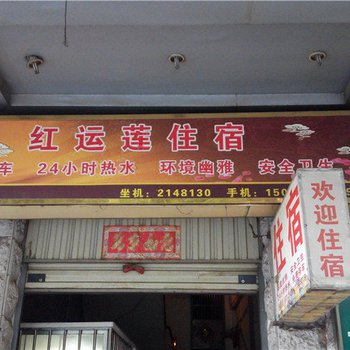 红运莲住宿
车 24小时热水 环境幽雅 安全卫生
坐机：2148130 手机：150
住宿
欢迎住宿